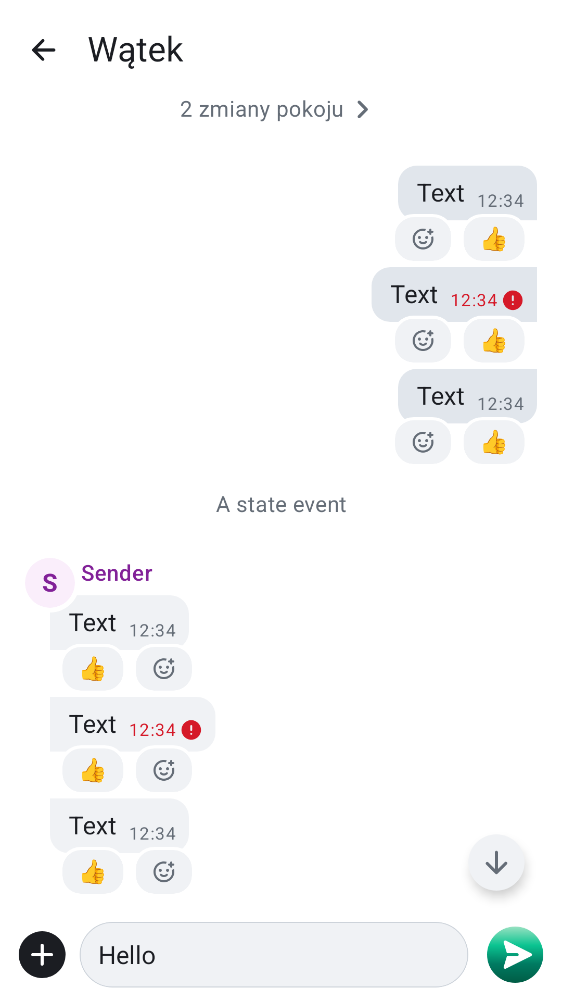 Wątek
2 zmiany pokoju
Text 12:34
👍
Text 12:34
👍
Text 12:34
👍
A state event
S Sender
Text 12:34
👍
Text 12:34
👍
Text 12:34
👍
Hello